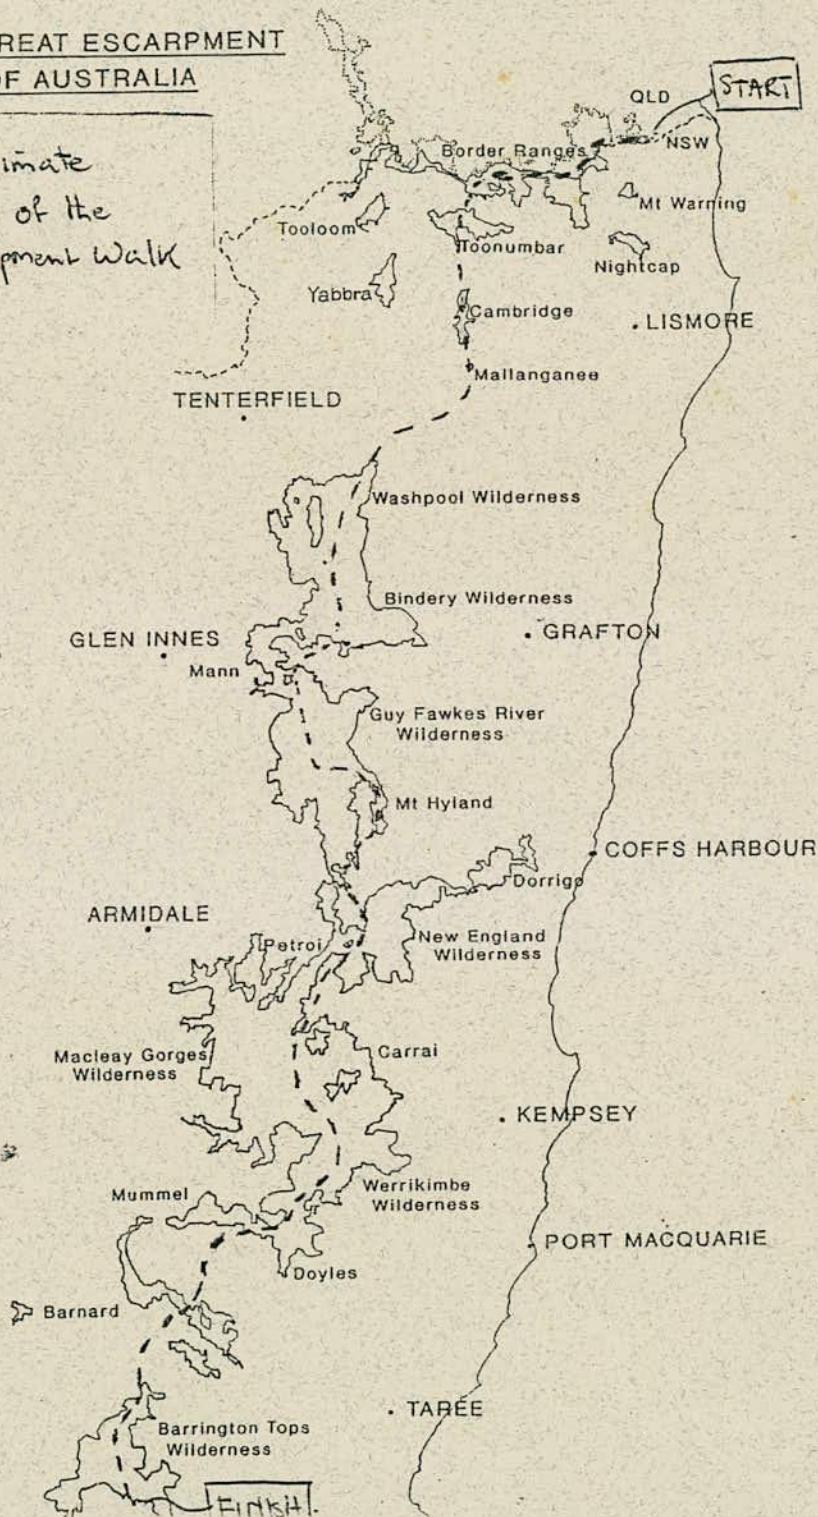 REAT ESCARPMENT
OF AUSTRALIA
imate
of the
pment Walk
START
QLD
NSW
Border Ranges
Mt Warning
Tooloom
Toonumbar
Nightcap
Yabbra
Cambridge
LISMORE
Mallanganee
TENTERFIELD
Washpool Wilderness
Bindery Wilderness
GLEN INNES
GRAFTON
Mann
Guy Fawkes River
Wilderness
Mt Hyland
COFFS HARBOUR
Dorrigo
ARMIDALE
Petroi
New England
Wilderness
Carrai
Macleay Gorges
Wilderness
KEMPSEY
Mummel
Werrikimbe
Wilderness
PORT MACQUARIE
Doyles
Barnard
TAREE
Barrington Tops
Wilderness
FINISH.